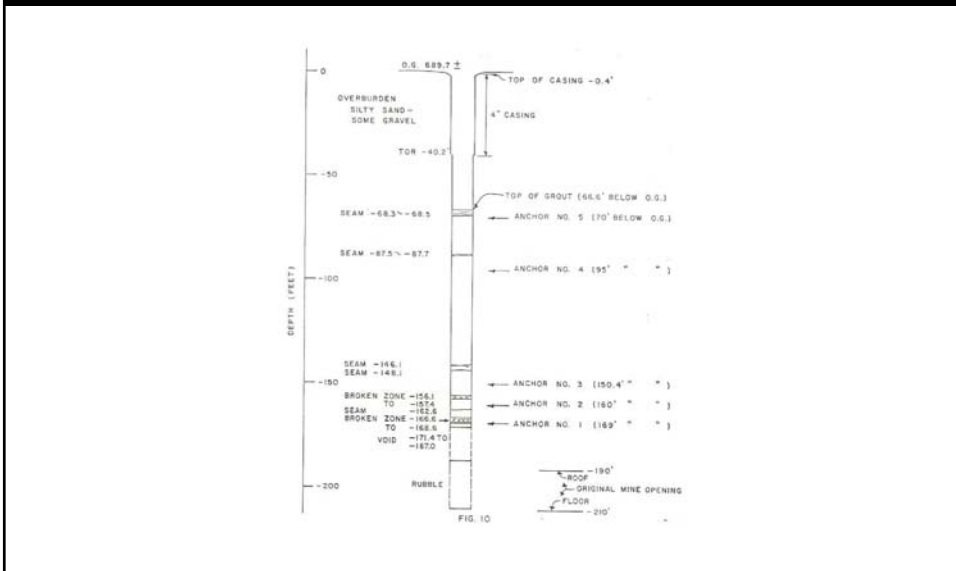 O.G. 689.7 ±
0
TOP OF CASING -0.4'
OVERBURDEN
SILTY SAND-
SOME GRAVEL
4" CASING
TOR -40.2'
-50
TOP OF GROUT (66.6' BELOW O.G.)
SEAM -68.3 ~ -68.5
ANCHOR NO. 5 (70' BELOW O.G.)
SEAM -87.5 ~ -87.7
ANCHOR NO. 4 (95' " " )
-100
DEPTH (FEET)
SEAM -146.1
SEAM -148.1
-150
ANCHOR NO. 3 (150.4' " " )
BROKEN ZONE -156.1
TO -157.4
ANCHOR NO. 2 (160' " " )
SEAM -162.6
BROKEN ZONE -166.6
TO -168.6
ANCHOR NO. 1 (169' " " )
VOID -171.4 TO
-187.0
-190'
ROOF
RUBBLE
-200
ORIGINAL MINE OPENING
FLOOR
-210'
FIG. 10